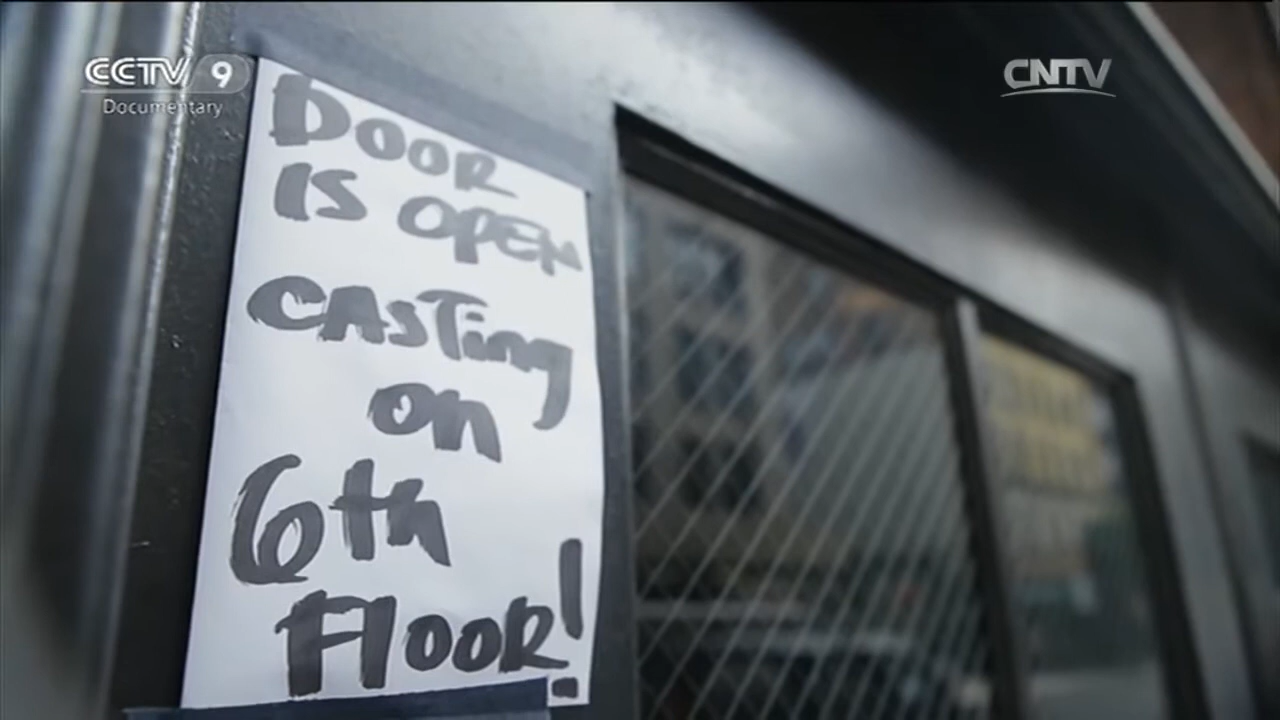 CCTV 9
Documentary
CNTV
DOOR
IS OPEN
CASTing
on
6th
FlOOR!